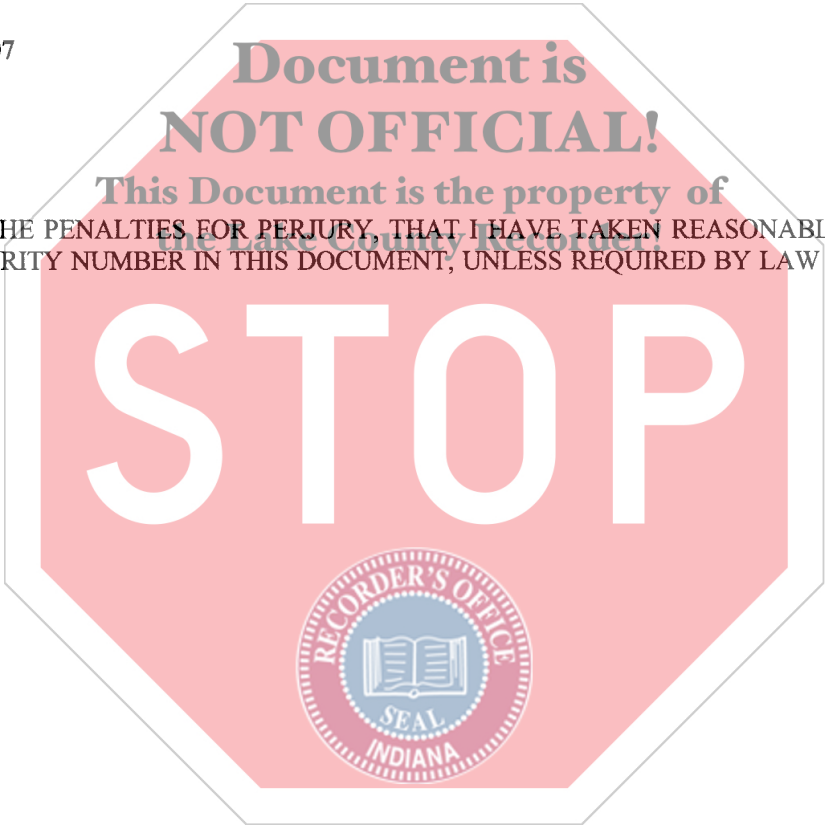 7
Document is
NOT OFFICIAL!
This Document is the property of
HE PENALTIES FOR PERJURY, THAT I HAVE TAKEN REASONABL
the Lake County Recorder!
RITY NUMBER IN THIS DOCUMENT, UNLESS REQUIRED BY LAW
STOP
RECORDER'S OFFICE
SEAL
INDIANA